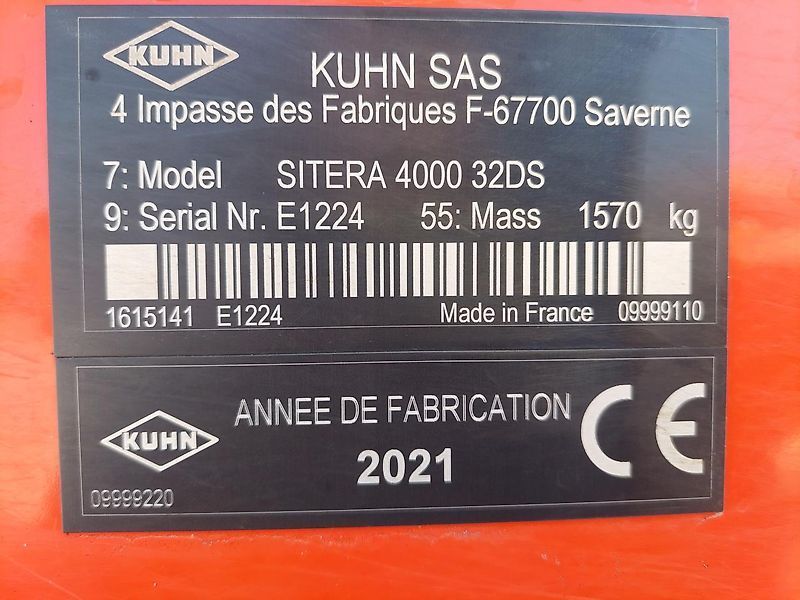 KUHN
KUHN SAS
4 Impasse des Fabriques F-67700 Saverne
7: Model SITERA 4000 32DS
9: Serial Nr. E1224 55: Mass 1570 kg
1615141 E1224 Made in France 09999110
ANNEE DE FABRICATION CE
KUHN
2021
09999220